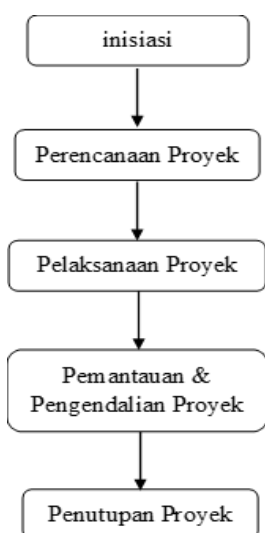 inisiasi
Perencanaan Proyek
Pelaksanaan Proyek
Pemantauan &
Pengendalian Proyek
Penutupan Proyek